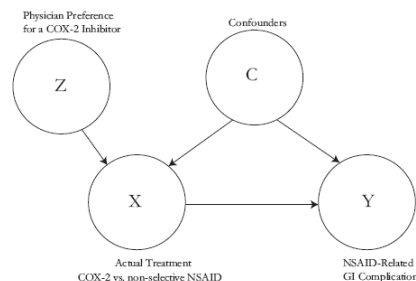 Physician Preference
for a COX-2 Inhibitor
Confounders
Z
C
X
Y
Actual Treatment
COX-2 vs. non-selective NSAID
NSAID-Related
GI Complication